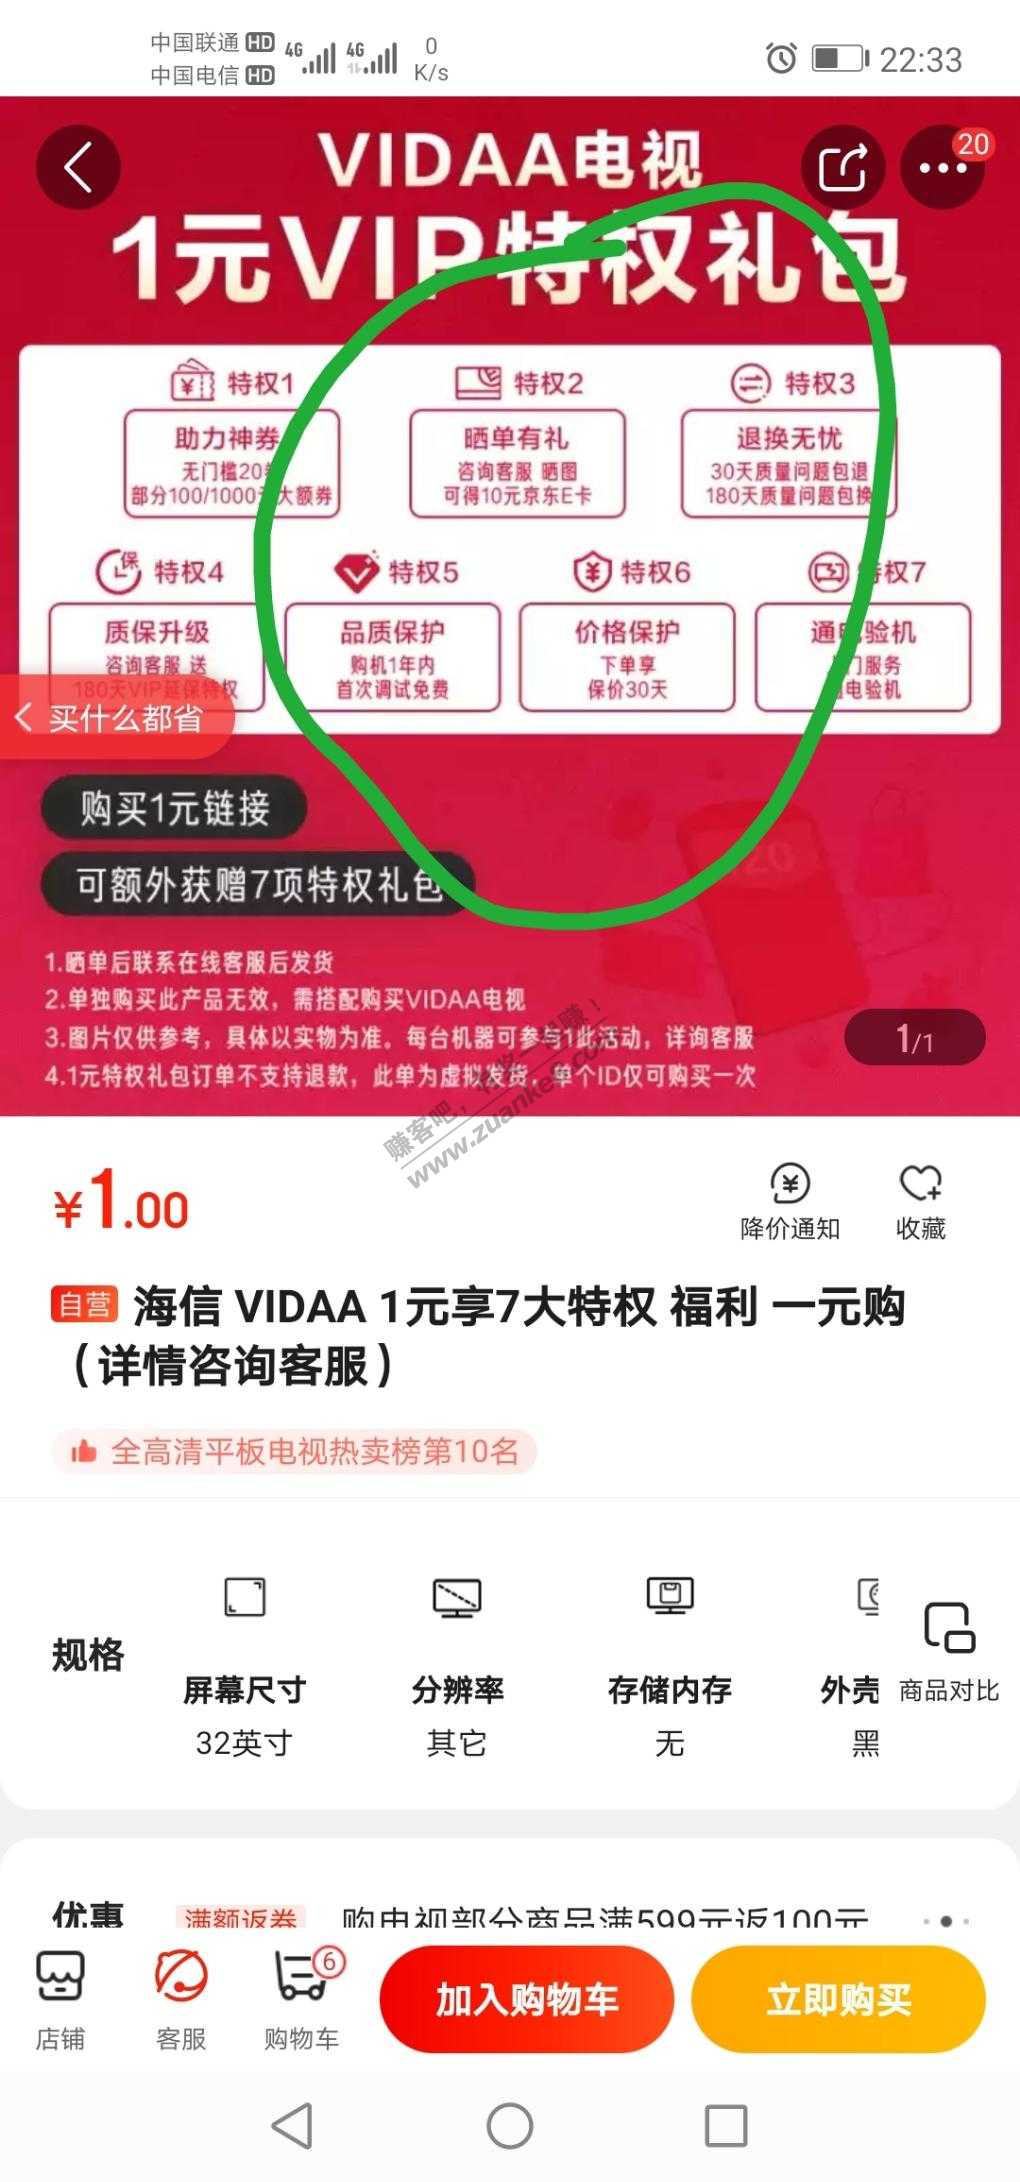 中国联通 HD 4G 4G 0 22:33
中国电信 HD K/s
20
VIDAA电视
1元VIP特权礼包
特权1 特权2 特权3
助力神券 晒单有礼 退换无忧
无门槛20 咨询客服 晒图 30天质量问题包退
部分100/1000 大额券 可得10元京东E卡 180天质量问题包换
特权4 特权5 特权6 特权7
质保升级 品质保护 价格保护 通电验机
咨询客服 送 购机1年内 下单享 门服务
180天VIP延保特权 首次调试免费 保价30天 电验机
买什么都省
购买1元链接
可额外获赠7项特权礼包
1.晒单后联系在线客服后发货
2.单独购买此产品无效，需搭配购买VIDAA电视
3.图片仅供参考，具体以实物为准。每台机器可参与1此活动，详询客服
4.1元特权礼包订单不支持退款，此单为虚拟发货，单个ID仅可购买一次
1/1
www.zuanke8.com
¥1.00
降价通知 收藏
自营 海信 VIDAA 1元享7大特权 福利 一元购
（详情咨询客服）
全高清平板电视热卖榜第10名
规格
屏幕尺寸 分辨率 存储内存 外壳 商品对比
32英寸 其它 无 黑
优惠 满额返券 购电视部分商品满599元返100元
6
店铺 客服 购物车 加入购物车 立即购买